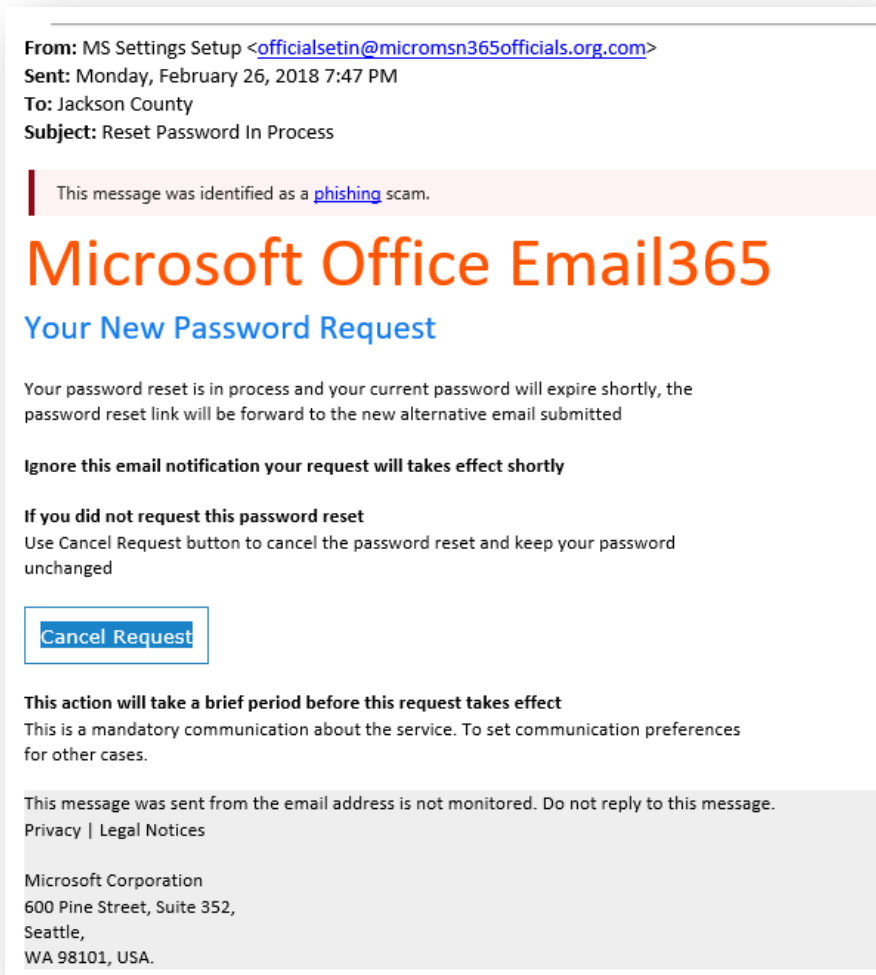 From: MS Settings Setup <officialsetin@micromsn365officials.org.com>
Sent: Monday, February 26, 2018 7:47 PM
To: Jackson County
Subject: Reset Password In Process
This message was identified as a phishing scam.
Microsoft Office Email365
Your New Password Request
Your password reset is in process and your current password will expire shortly, the
password reset link will be forward to the new alternative email submitted
Ignore this email notification your request will takes effect shortly
If you did not request this password reset
Use Cancel Request button to cancel the password reset and keep your password
unchanged
Cancel Request
This action will take a brief period before this request takes effect
This is a mandatory communication about the service. To set communication preferences
for other cases.
This message was sent from the email address is not monitored. Do not reply to this message.
Privacy | Legal Notices
Microsoft Corporation
600 Pine Street, Suite 352,
Seattle,
WA 98101, USA.